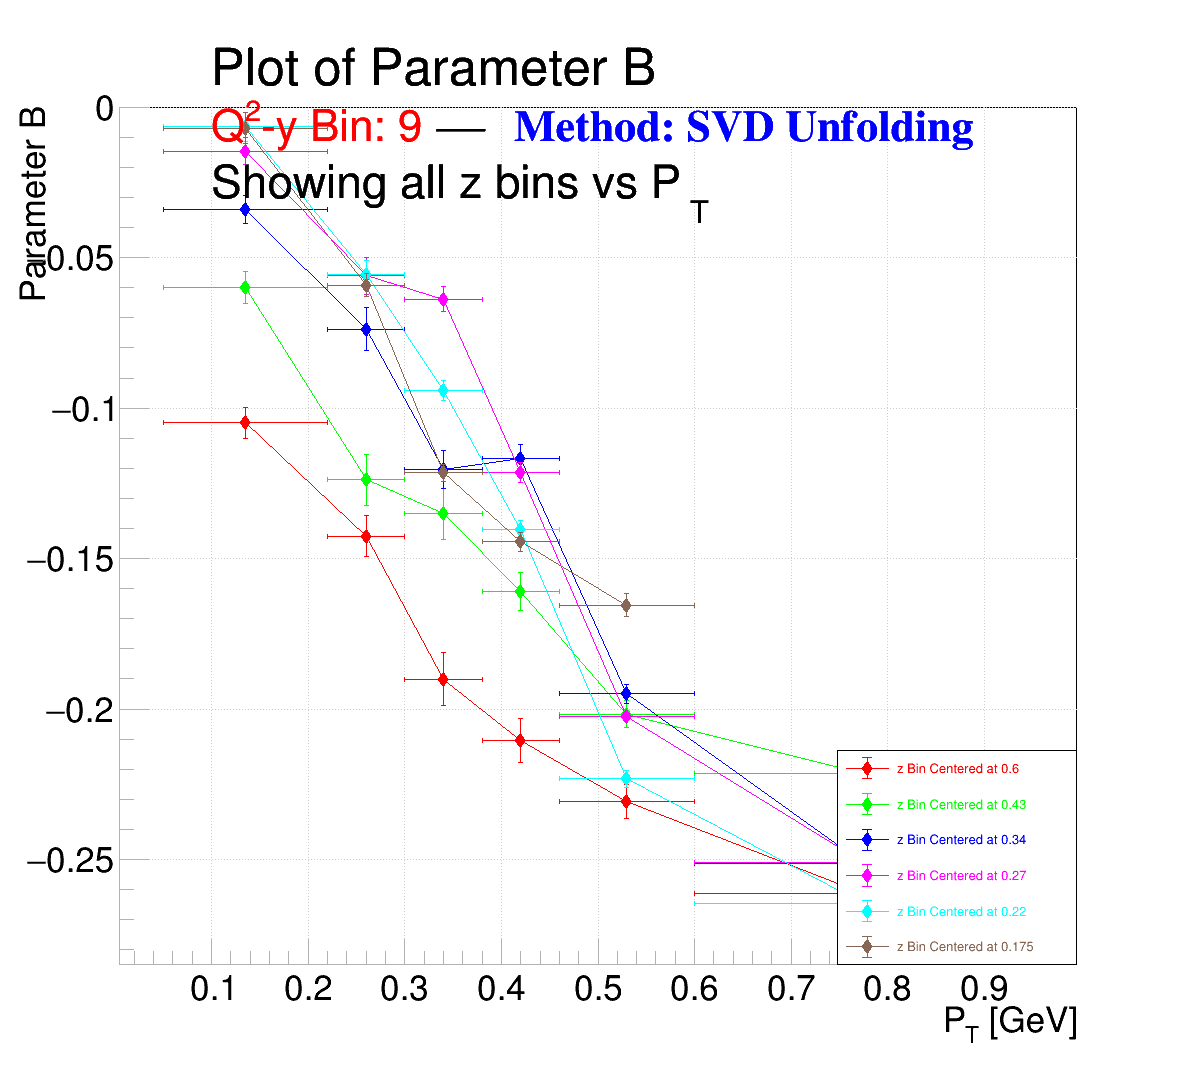 Plot of Parameter B
Q²-y Bin: 9 — Method: SVD Unfolding
Showing all z bins vs P_T
Parameter B
0
0.05
−0.1
−0.15
−0.2
−0.25
z Bin Centered at 0.6
z Bin Centered at 0.43
z Bin Centered at 0.34
z Bin Centered at 0.27
z Bin Centered at 0.22
z Bin Centered at 0.175
0.1 0.2 0.3 0.4 0.5 0.6 0.7 0.8 0.9
P_T [GeV]